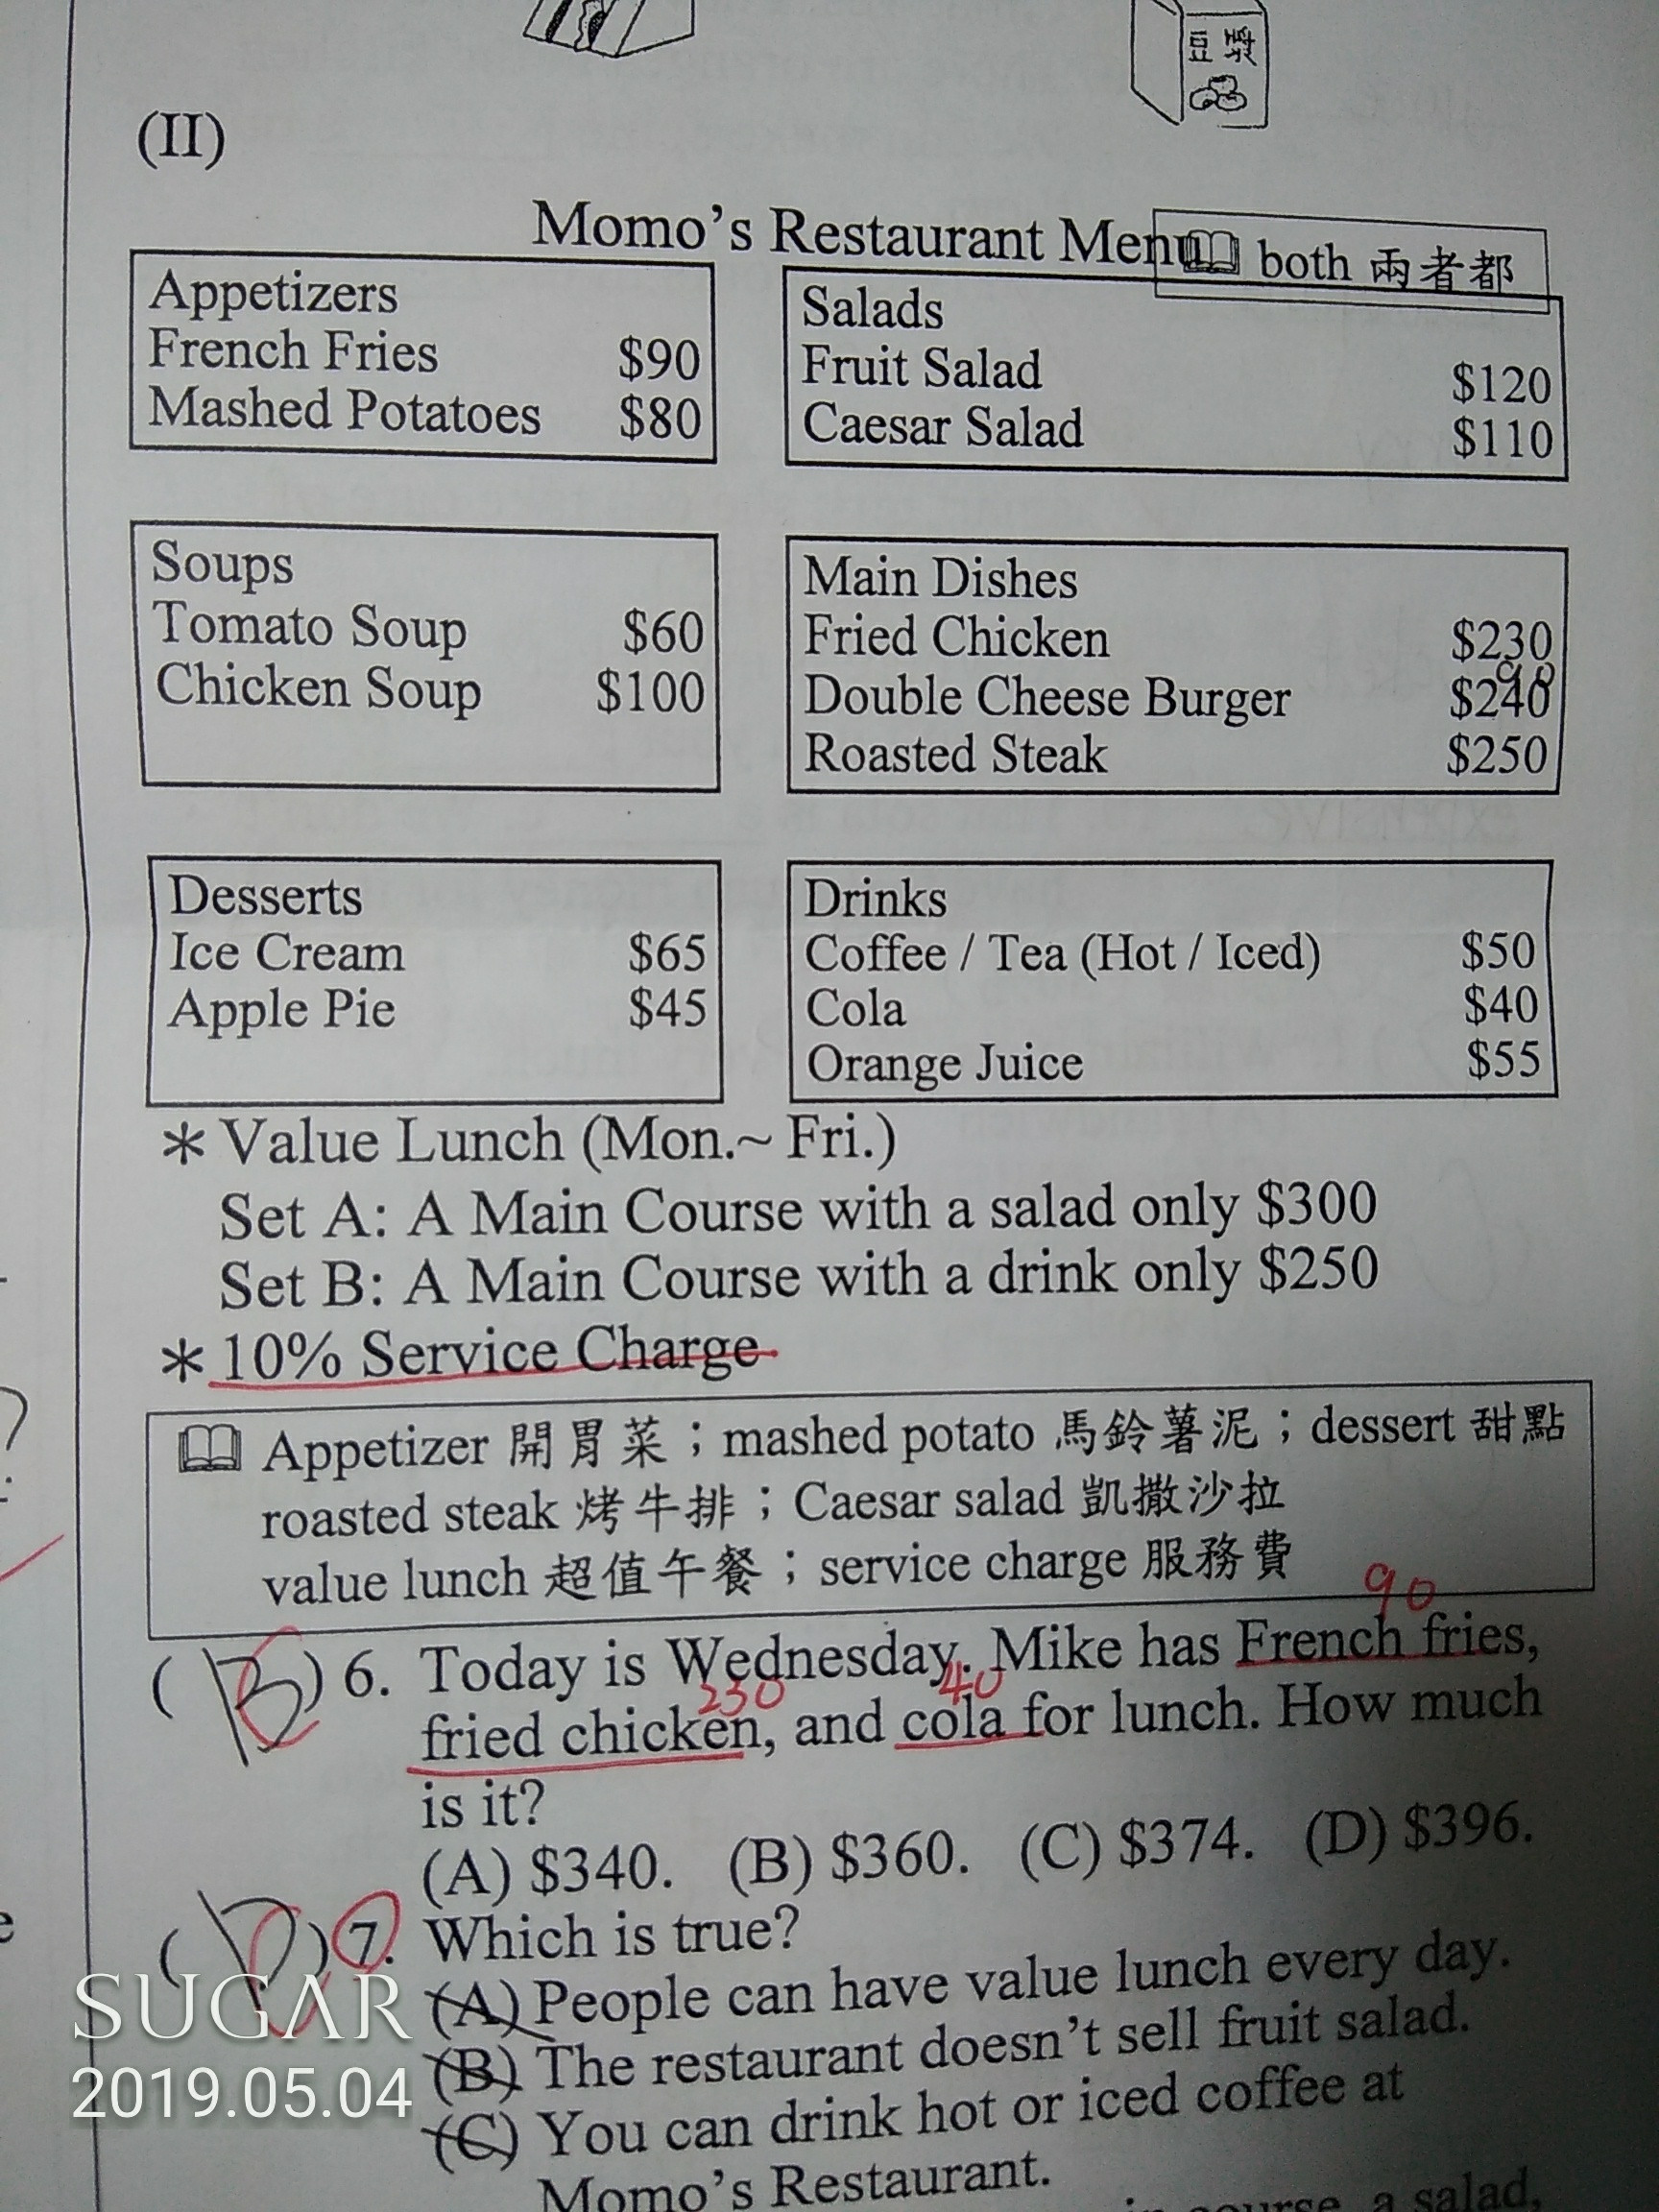 豆漿
(II)
Momo's Restaurant Menu
both 兩者都
Appetizers
French Fries $90
Mashed Potatoes $80
Salads
Fruit Salad $120
Caesar Salad $110
Soups
Tomato Soup $60
Chicken Soup $100
Main Dishes
Fried Chicken $230
90
Double Cheese Burger $240
Roasted Steak $250
Desserts
Ice Cream $65
Apple Pie $45
Drinks
Coffee / Tea (Hot / Iced) $50
Cola $40
Orange Juice $55
* Value Lunch (Mon.~ Fri.)
Set A: A Main Course with a salad only $300
Set B: A Main Course with a drink only $250
* 10% Service Charge
Appetizer 開胃菜；mashed potato 馬鈴薯泥；dessert 甜點
roasted steak 烤牛排；Caesar salad 凱撒沙拉
value lunch 超值午餐；service charge 服務費
90
( B ) 6. Today is Wednesday. Mike has French fries,
230 40
fried chicken, and cola for lunch. How much
is it?
(A) $340. (B) $360. (C) $374. (D) $396.
( D ) 7. Which is true?
(A) People can have value lunch every day.
(B) The restaurant doesn't sell fruit salad.
(C) You can drink hot or iced coffee at
Momo's Restaurant.
course, a salad,
SUGAR
2019.05.04